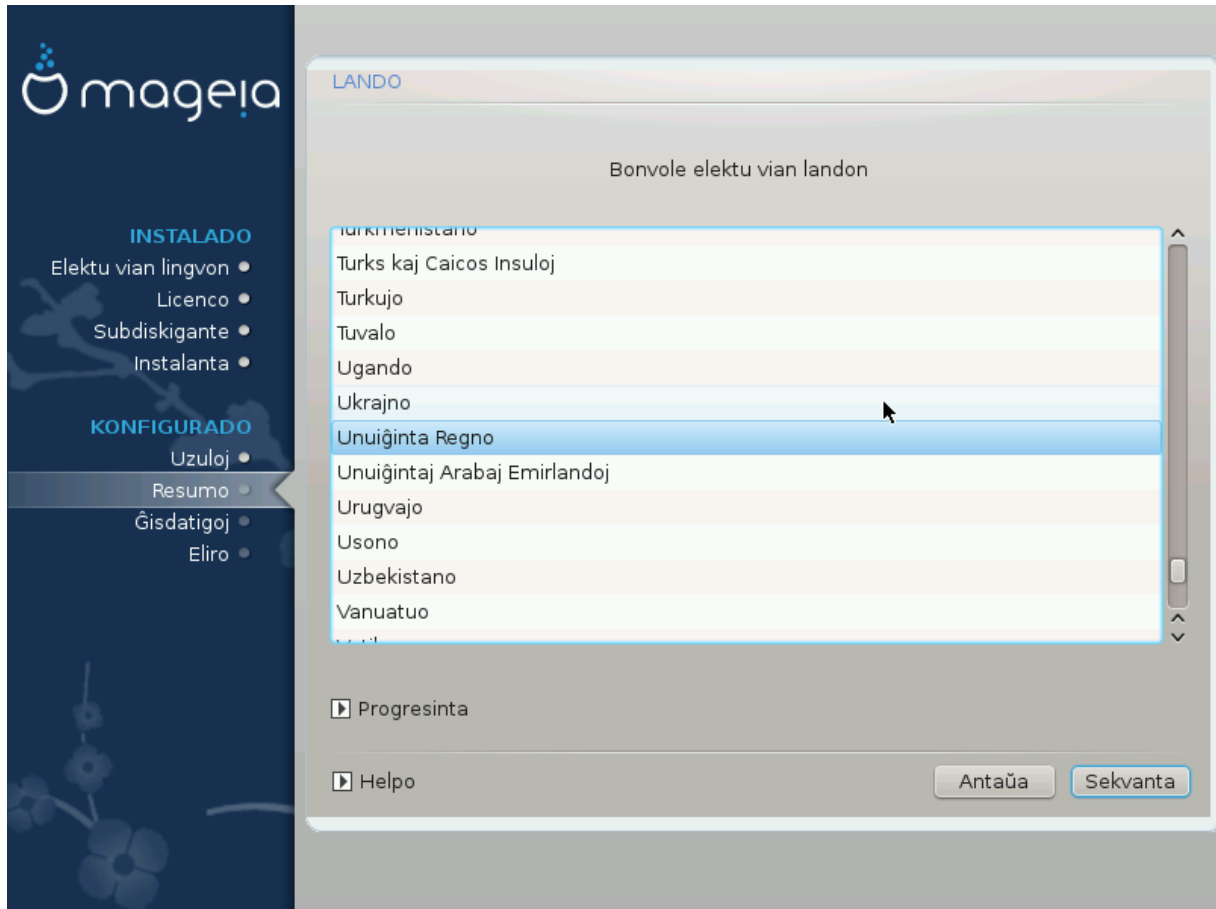 mageia
INSTALADO
Elektu vian lingvon
Licenco
Subdiskigante
Instalanta
KONFIGURADO
Uzuloj
Resumo
Ĝisdatigoj
Eliro
LANDO
Bonvole elektu vian landon
Turkmenistano
Turks kaj Caicos Insuloj
Turkujo
Tuvalo
Ugando
Ukrajno
Unuiĝinta Regno
Unuiĝintaj Arabaj Emirlandoj
Urugvajo
Usono
Uzbekistano
Vanuatuo
Progresinta
Helpo
Antaŭa
Sekvanta